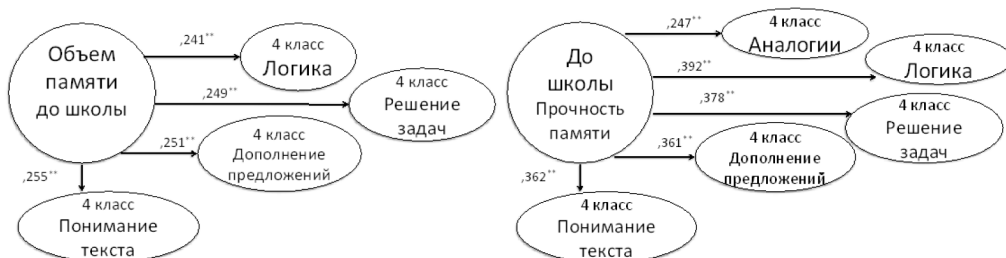 Объем
памяти
до школы
,241**
4 класс
Логика
,249**
4 класс
Решение
задач
,251**
4 класс
Дополнение
предложений
,255**
4 класс
Понимание
текста
До
школы
Прочность
памяти
,247**
4 класс
Аналогии
,392**
4 класс
Логика
,378**
4 класс
Решение
задач
,361**
4 класс
Дополнение
предложений
,362**
4 класс
Понимание
текста